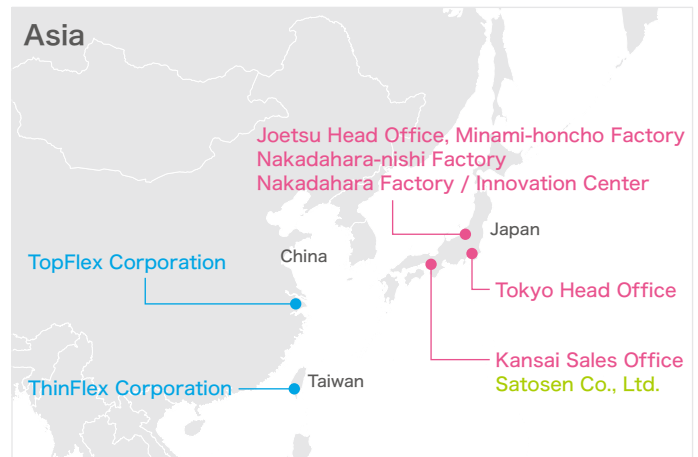 Asia
Joetsu Head Office, Minami-honcho Factory
Nakadahara-nishi Factory
Nakadahara Factory / Innovation Center
Japan
China
TopFlex Corporation
Tokyo Head Office
Kansai Sales Office
Satosen Co., Ltd.
Taiwan
ThinFlex Corporation